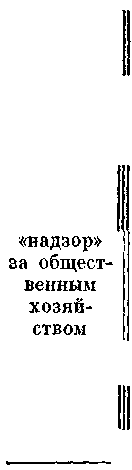 «надзор»
за общест-
венным
хозяй-
ством